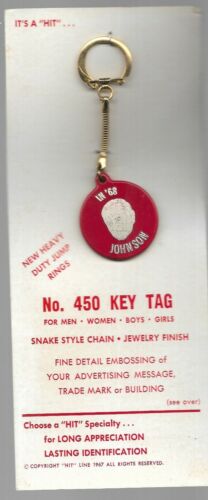 IT'S A "HIT" ...
LN '68
JOHNSON
NEW HEAVY
DUTY JUMP
RINGS
No. 450 KEY TAG
FOR MEN • WOMEN • BOYS • GIRLS
SNAKE STYLE CHAIN • JEWELRY FINISH
FINE DETAIL EMBOSSING of
YOUR ADVERTISING MESSAGE,
TRADE MARK or BUILDING
(see over)
Choose a "HIT" Specialty ...
for LONG APPRECIATION
LASTING IDENTIFICATION
© COPYRIGHT "HIT" LINE 1967 ALL RIGHTS RESERVED.